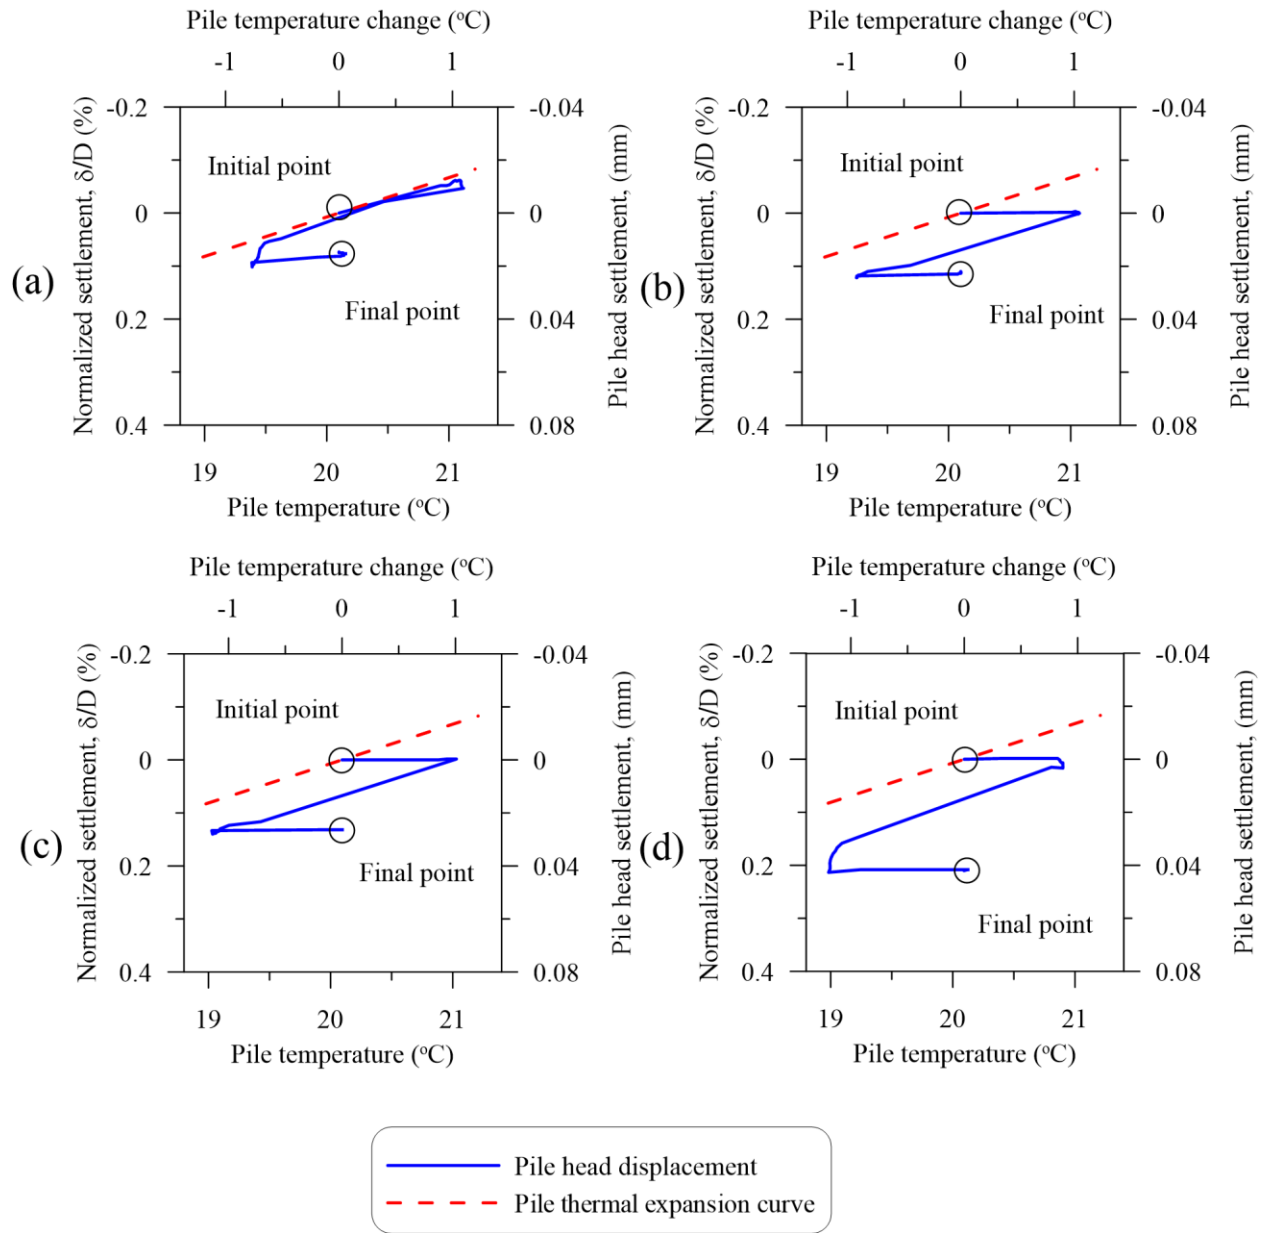 Pile temperature change (°C)
-1 0 1
-0.2 -0.04
Initial point
0 0
(a)
Final point
0.2 0.04
0.4 0.08
Normalized settlement, δ/D (%)
Pile head settlement, (mm)
19 20 21
Pile temperature (°C)
Pile temperature change (°C)
-1 0 1
-0.2 -0.04
Initial point
0 0
(b)
Final point
0.2 0.04
0.4 0.08
Normalized settlement, δ/D (%)
Pile head settlement, (mm)
19 20 21
Pile temperature (°C)
Pile temperature change (°C)
-1 0 1
-0.2 -0.04
Initial point
0 0
(c)
0.2 0.04
Final point
0.4 0.08
Normalized settlement, δ/D (%)
Pile head settlement, (mm)
19 20 21
Pile temperature (°C)
Pile temperature change (°C)
-1 0 1
-0.2 -0.04
Initial point
0 0
(d)
0.2 0.04
Final point
0.4 0.08
Normalized settlement, δ/D (%)
Pile head settlement, (mm)
19 20 21
Pile temperature (°C)
Pile head displacement
Pile thermal expansion curve